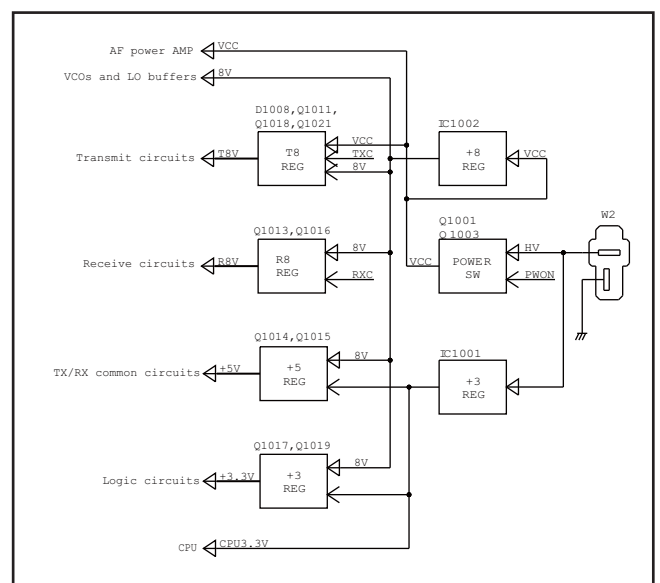 AF power AMP
VCC
VCOs and LO buffers
8V
D1008,Q1011,
Q1018,Q1021
IC1002
Transmit circuits
T8V
T8
REG
VCC
TXC
8V
+8
REG
VCC
Q1001
Q1003
W2
Q1013,Q1016
Receive circuits
R8V
R8
REG
8V
RXC
VCC
POWER
SW
HV
PWON
Q1014,Q1015
IC1001
TX/RX common circuits
+5V
+5
REG
8V
+3
REG
Q1017,Q1019
Logic circuits
+3.3V
+3
REG
8V
CPU
CPU3.3V